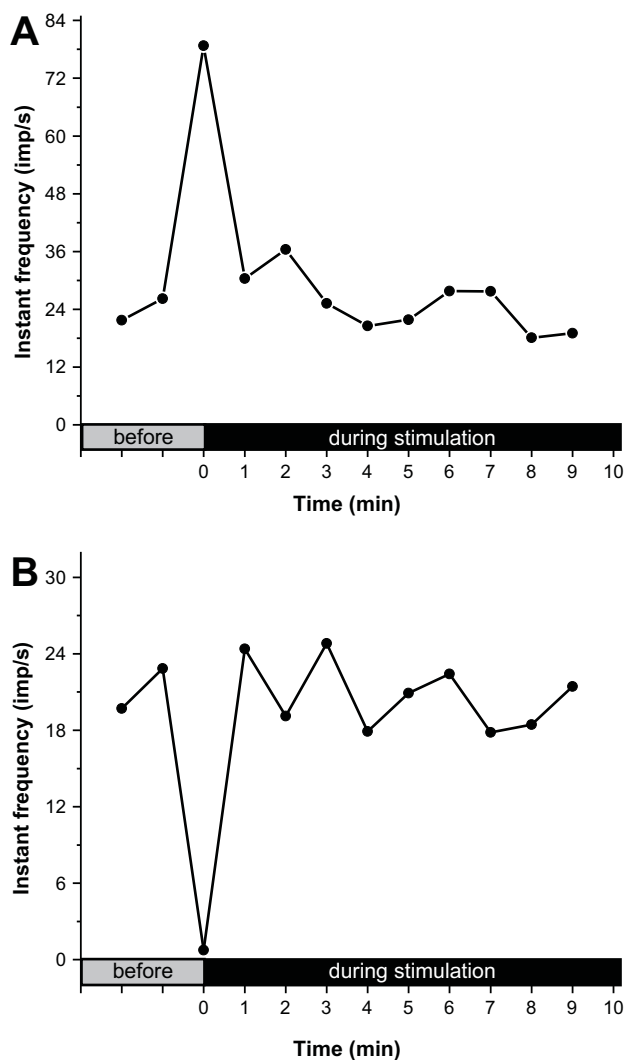 A
Instant frequency (imp/s)
84
72
60
48
36
24
12
0
before
during stimulation
0 1 2 3 4 5 6 7 8 9 10
Time (min)
B
Instant frequency (imp/s)
30
24
18
12
6
0
before
during stimulation
0 1 2 3 4 5 6 7 8 9 10
Time (min)